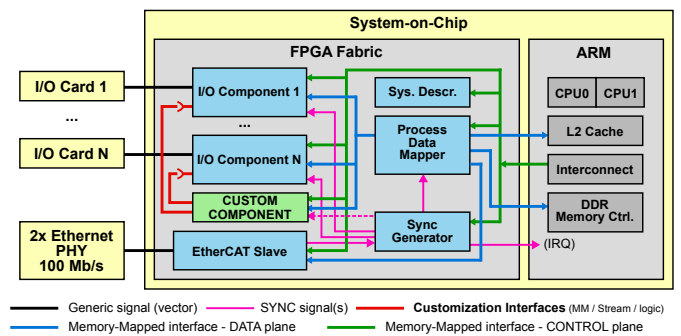 System-on-Chip
FPGA Fabric
ARM
I/O Card 1
...
I/O Card N
2x Ethernet
PHY
100 Mb/s
I/O Component 1
...
I/O Component N
CUSTOM
COMPONENT
EtherCAT Slave
Sys. Descr.
Process
Data
Mapper
Sync
Generator
CPU0 CPU1
L2 Cache
Interconnect
DDR
Memory Ctrl.
(IRQ)
Generic signal (vector) SYNC signal(s) Customization Interfaces (MM / Stream / logic)
Memory-Mapped interface - DATA plane Memory-Mapped interface - CONTROL plane